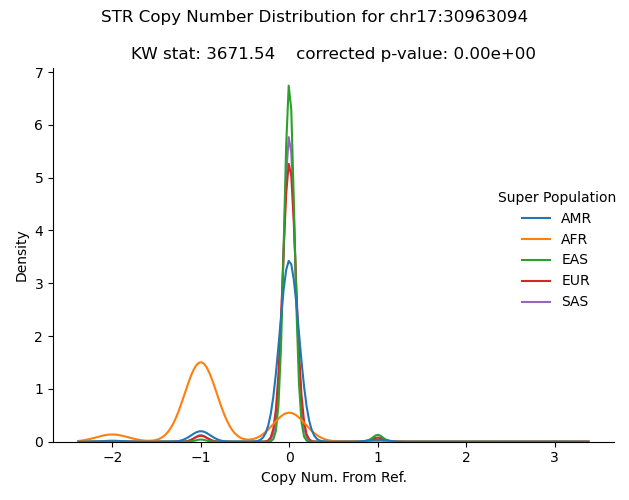 STR Copy Number Distribution for chr17:30963094
KW stat: 3671.54    corrected p-value: 0.00e+00
7
6
5
4
3
2
1
0
Density
−2
−1
0
1
2
3
Copy Num. From Ref.
Super Population
AMR
AFR
EAS
EUR
SAS